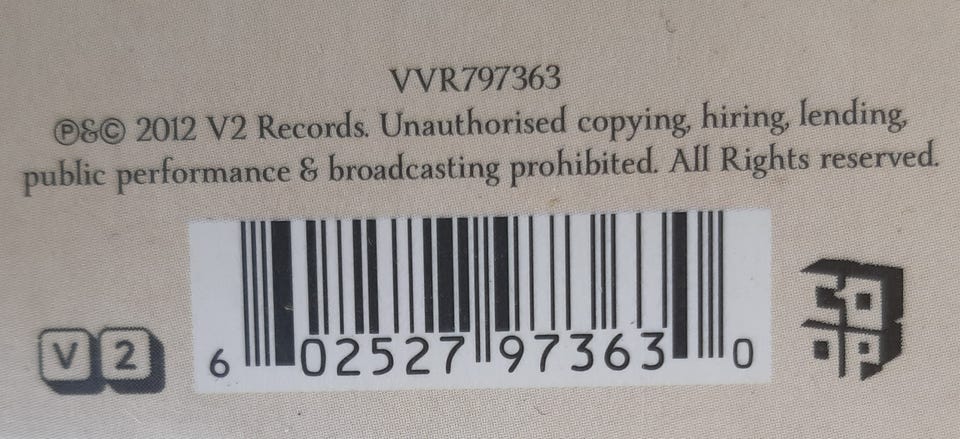 VVR797363
℗&© 2012 V2 Records. Unauthorised copying, hiring, lending,
public performance & broadcasting prohibited. All Rights reserved.
V2
6 02527 97363 0